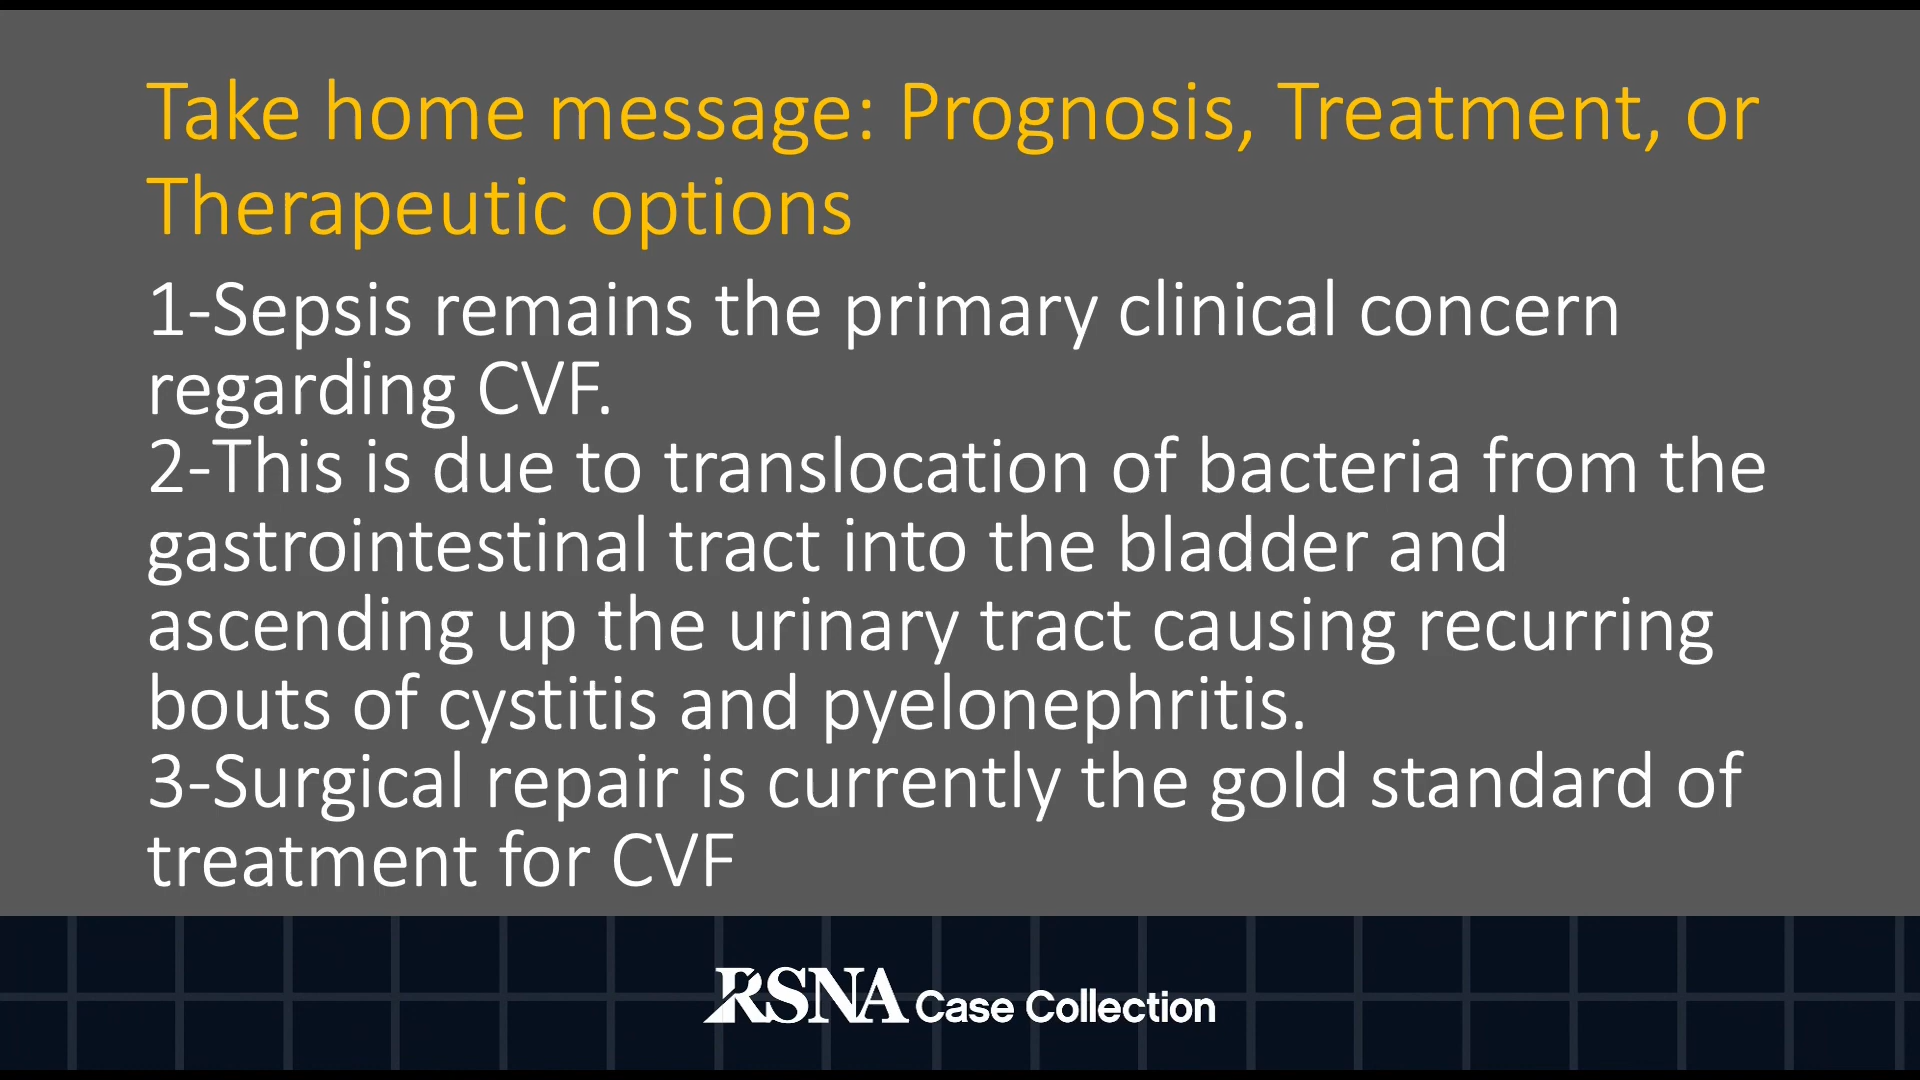 Take home message: Prognosis, Treatment, or
Therapeutic options
1-Sepsis remains the primary clinical concern
regarding CVF.
2-This is due to translocation of bacteria from the
gastrointestinal tract into the bladder and
ascending up the urinary tract causing recurring
bouts of cystitis and pyelonephritis.
3-Surgical repair is currently the gold standard of
treatment for CVF
RSNA Case Collection